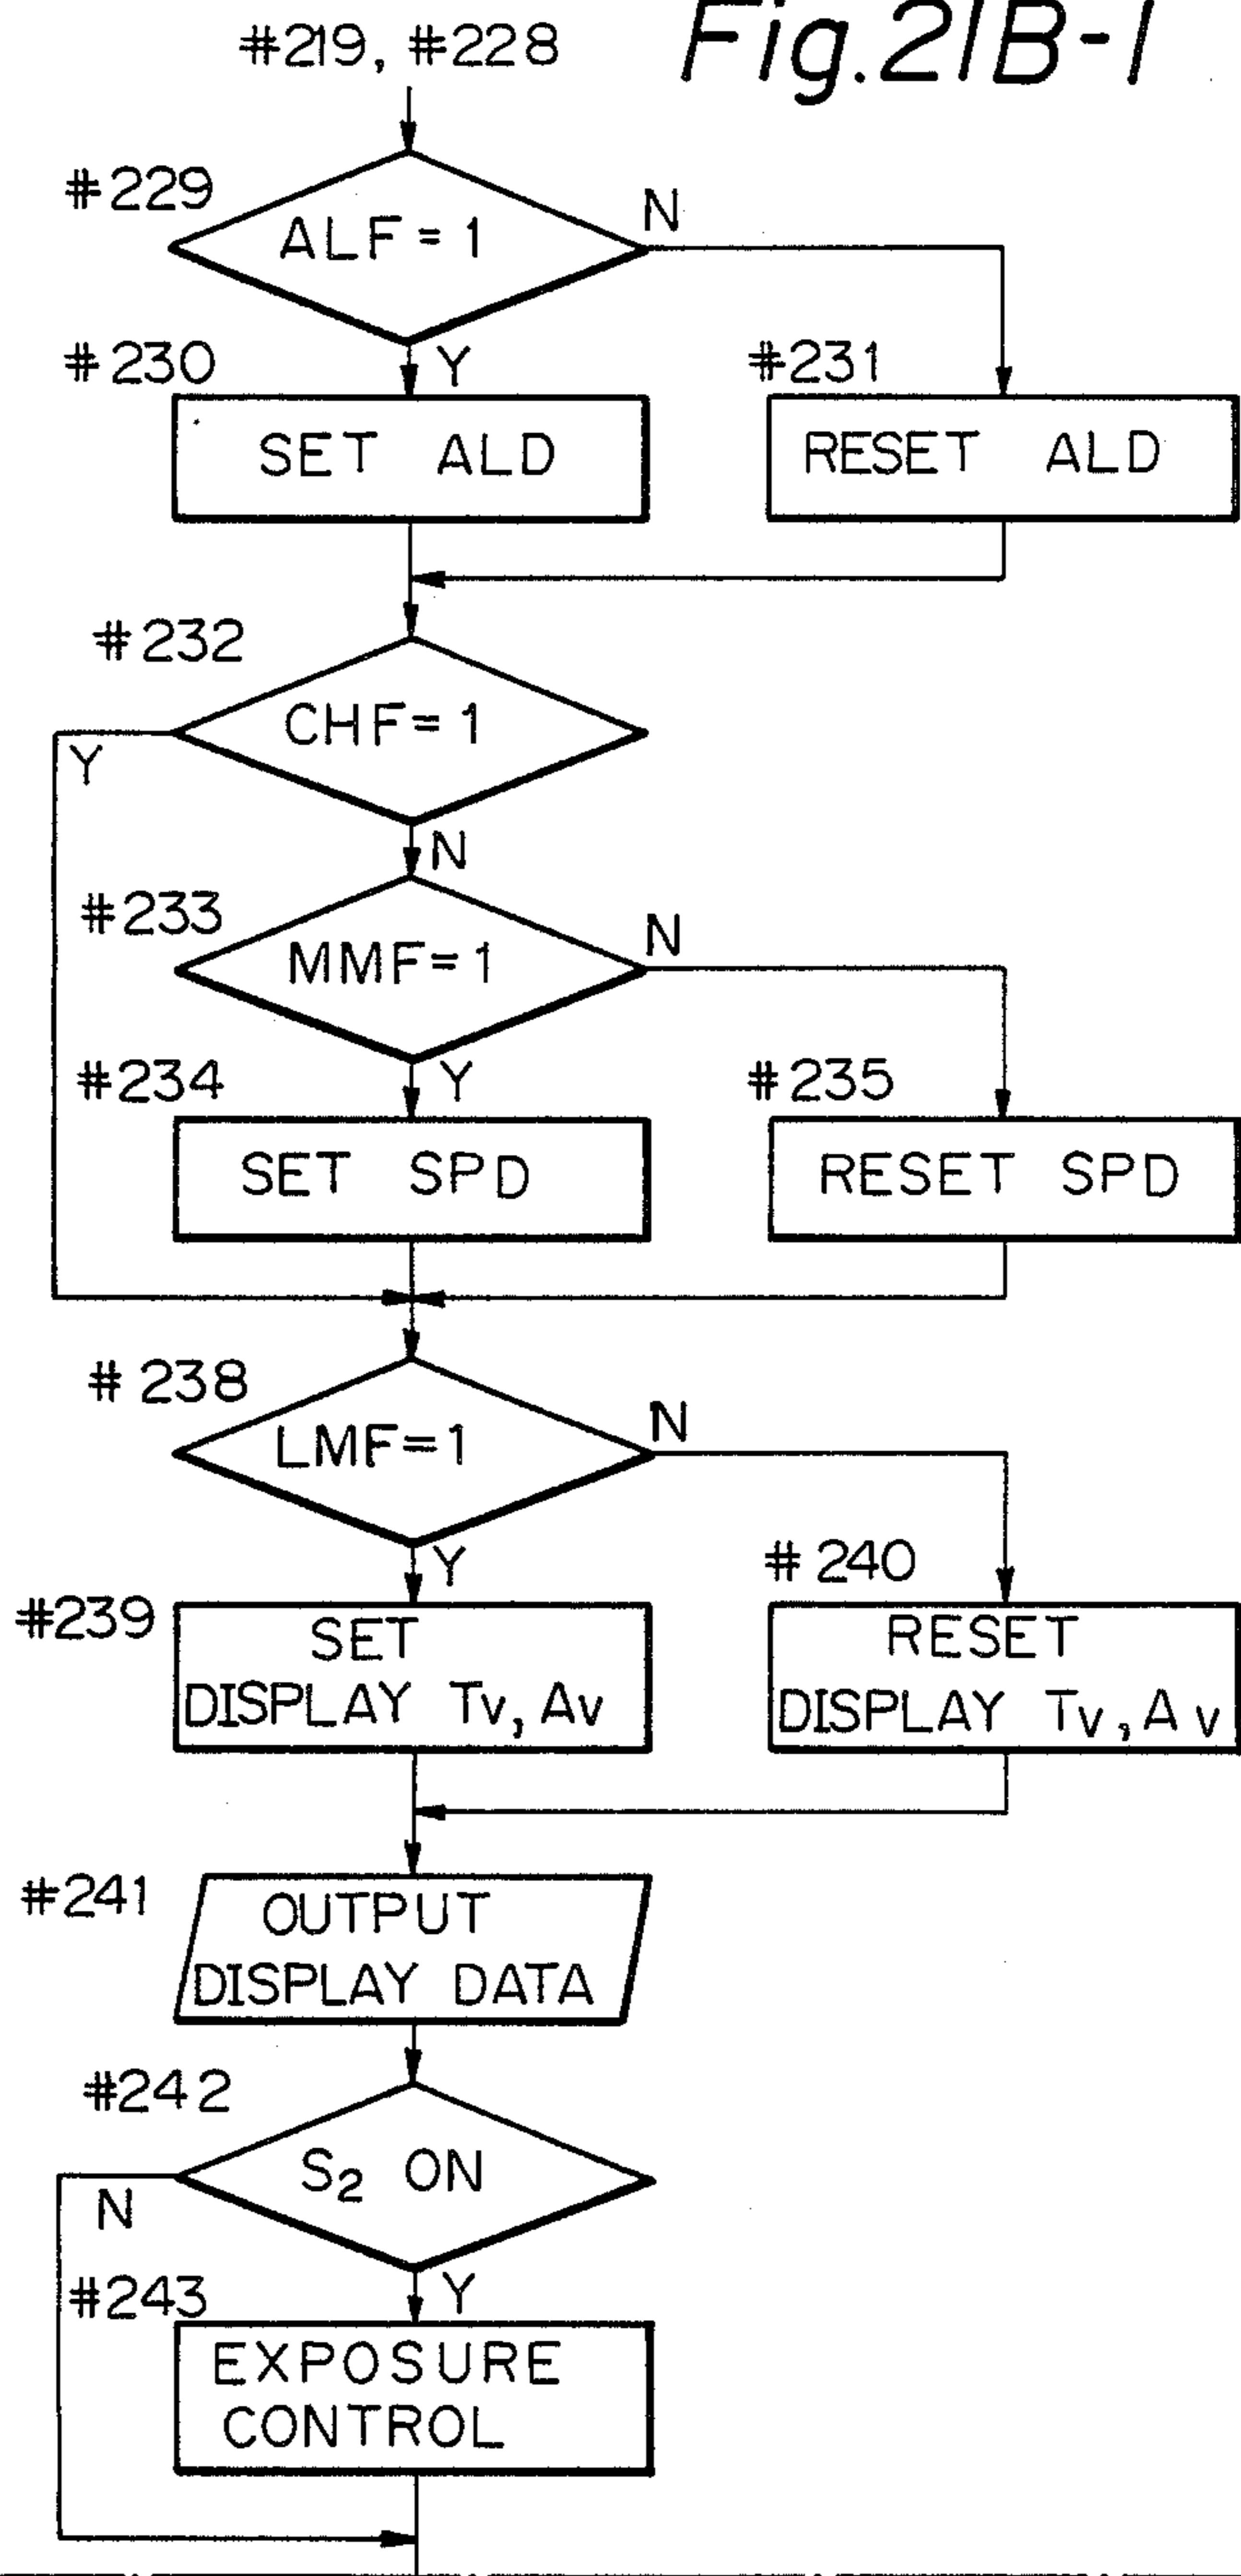 #219, #228
Fig.21B-1
#229
ALF=1
N
#230
Y
#231
SET ALD
RESET ALD
#232
CHF=1
Y
N
#233
MMF=1
N
#234
Y
#235
SET SPD
RESET SPD
#238
LMF=1
N
Y
#240
#239
SET
DISPLAY Tv, Av
RESET
DISPLAY Tv, Av
#241
OUTPUT
DISPLAY DATA
#242
S2 ON
N
#243
Y
EXPOSURE
CONTROL